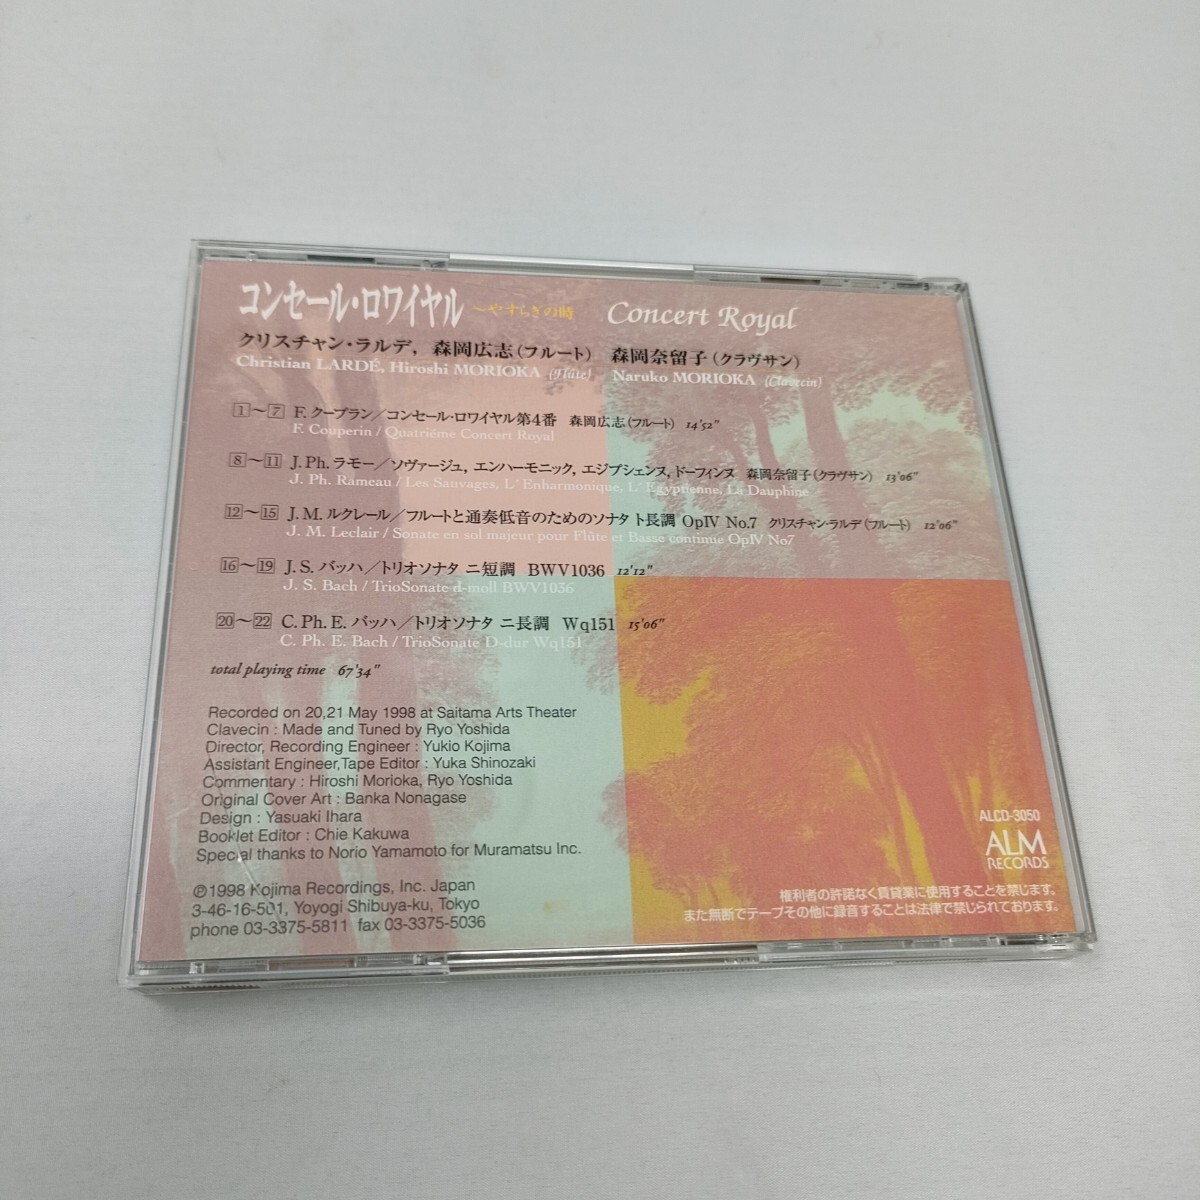 コンセール・ロワイヤル ～やすらぎの時 Concert Royal
クリスチャン・ラルデ, 森岡広志(フルート) 森岡奈留子(クラヴサン)
Christian LARDÉ, Hiroshi MORIOKA (Flûte) Naruko MORIOKA (Clavecin)
1～7 F. クープラン／コンセール・ロワイヤル第4番 森岡広志(フルート) 14'52"
F. Couperin / Quatriéme Concert Royal
8～11 J. Ph. ラモー／ソヴァージュ, エンハーモニック, エジプシェンヌ, ドーフィンヌ 森岡奈留子(クラヴサン) 13'06"
J. Ph. Rameau / Les Sauvages, L´Enharmonique, L´Egyptienne, La Dauphine
12～15 J. M. ルクレール／フルートと通奏低音のためのソナタ ト長調 OpIV No.7 クリスチャン・ラルデ(フルート) 12'06"
J. M. Leclair / Sonate en sol majeur pour Flûte et Basse continue OpIV No7
16～19 J. S. バッハ／トリオソナタ ニ短調 BWV1036 12'12"
J. S. Bach / TrioSonate d-moll BWV1036
20～22 C. Ph. E. バッハ／トリオソナタ ニ長調 Wq151 15'06"
C. Ph. E. Bach / TrioSonate D-dur Wq151
total playing time 67'34"
Recorded on 20,21 May 1998 at Saitama Arts Theater
Clavecin : Made and Tuned by Ryo Yoshida
Director, Recording Engineer : Yukio Kojima
Assistant Engineer,Tape Editor : Yuka Shinozaki
Commentary : Hiroshi Morioka, Ryo Yoshida
Original Cover Art : Banka Nonagase
Design : Yasuaki Ihara
Booklet Editor : Chie Kakuwa
Special thanks to Norio Yamamoto for Muramatsu Inc.
℗1998 Kojima Recordings, Inc. Japan
3-46-16-501, Yoyogi Shibuya-ku, Tokyo
phone 03-3375-5811 fax 03-3375-5036
ALCD-3050
ALM
RECORDS
権利者の許諾なく賃貸業に使用することを禁じます。
また無断でテープその他に録音することは法律で禁じられております。